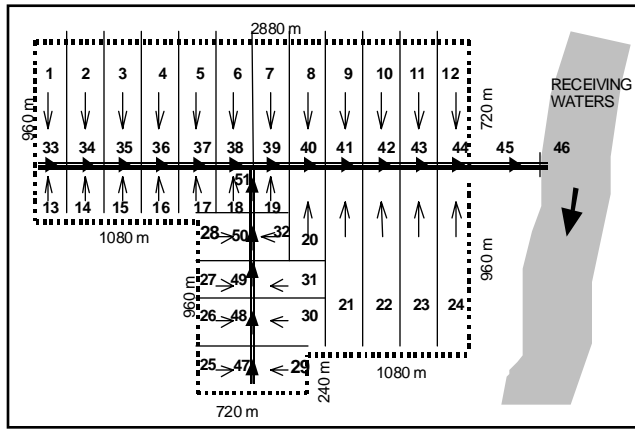 2880 m
1 2 3 4 5 6 7 8 9 10 11 12
RECEIVING
WATERS
960 m
720 m
33 34 35 36 37 38 39 40 41 42 43 44 45 46
51
13 14 15 16 17 18 19
1080 m
28 50 32 20
960 m
27 49 31
960 m
26 48 30
21 22 23 24
25 47 29
240 m
1080 m
720 m